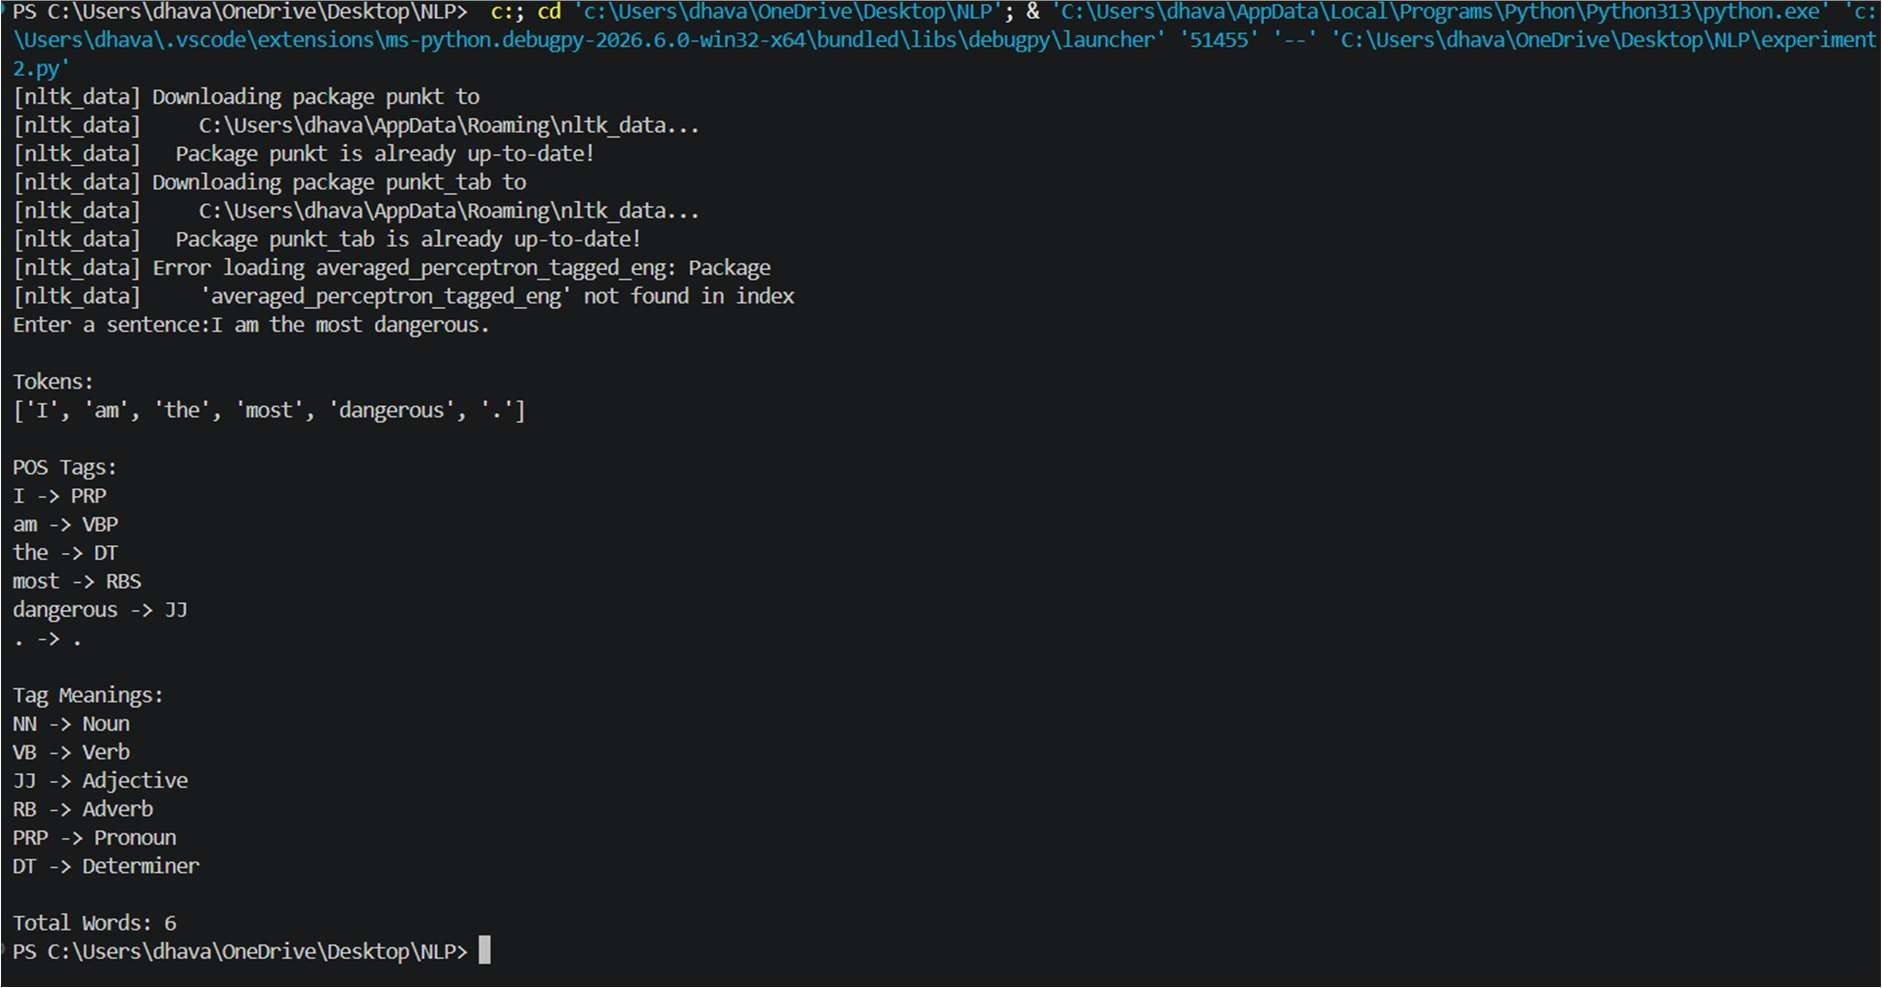 PS C:\Users\dhava\OneDrive\Desktop\NLP>  c:; cd 'c:\Users\dhava\OneDrive\Desktop\NLP'; & 'C:\Users\dhava\AppData\Local\Programs\Python\Python313\python.exe' 'c:
\Users\dhava\.vscode\extensions\ms-python.debugpy-2026.6.0-win32-x64\bundled\libs\debugpy\launcher' '51455' '--' 'C:\Users\dhava\OneDrive\Desktop\NLP\experiment
2.py'
[nltk_data] Downloading package punkt to
[nltk_data]     C:\Users\dhava\AppData\Roaming\nltk_data...
[nltk_data]   Package punkt is already up-to-date!
[nltk_data] Downloading package punkt_tab to
[nltk_data]     C:\Users\dhava\AppData\Roaming\nltk_data...
[nltk_data]   Package punkt_tab is already up-to-date!
[nltk_data] Error loading averaged_perceptron_tagged_eng: Package
[nltk_data]     'averaged_perceptron_tagged_eng' not found in index
Enter a sentence:I am the most dangerous.

Tokens:
['I', 'am', 'the', 'most', 'dangerous', '.']

POS Tags:
I -> PRP
am -> VBP
the -> DT
most -> RBS
dangerous -> JJ
. -> .

Tag Meanings:
NN -> Noun
VB -> Verb
JJ -> Adjective
RB -> Adverb
PRP -> Pronoun
DT -> Determiner

Total Words: 6
PS C:\Users\dhava\OneDrive\Desktop\NLP>